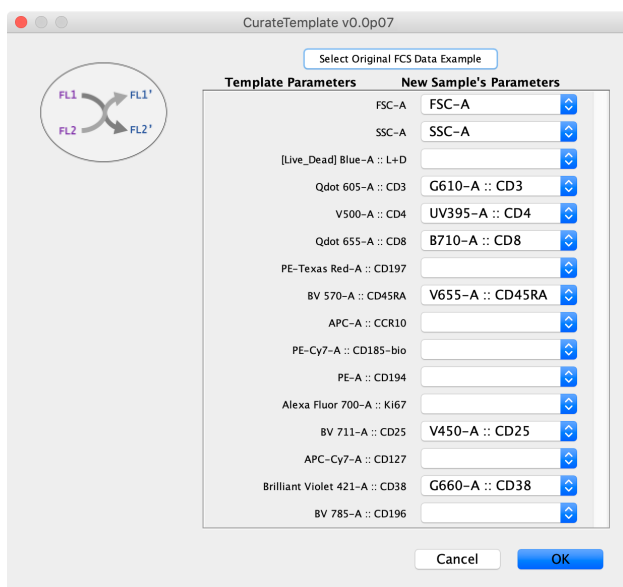 CurateTemplate v0.0p07
Select Original FCS Data Example
Template Parameters New Sample's Parameters
FL1 FL1'
FL2 FL2'
FSC-A FSC-A
SSC-A SSC-A
[Live_Dead] Blue-A :: L+D
Qdot 605-A :: CD3 G610-A :: CD3
V500-A :: CD4 UV395-A :: CD4
Qdot 655-A :: CD8 B710-A :: CD8
PE-Texas Red-A :: CD197
BV 570-A :: CD45RA V655-A :: CD45RA
APC-A :: CCR10
PE-Cy7-A :: CD185-bio
PE-A :: CD194
Alexa Fluor 700-A :: Ki67
BV 711-A :: CD25 V450-A :: CD25
APC-Cy7-A :: CD127
Brilliant Violet 421-A :: CD38 G660-A :: CD38
BV 785-A :: CD196
Cancel OK